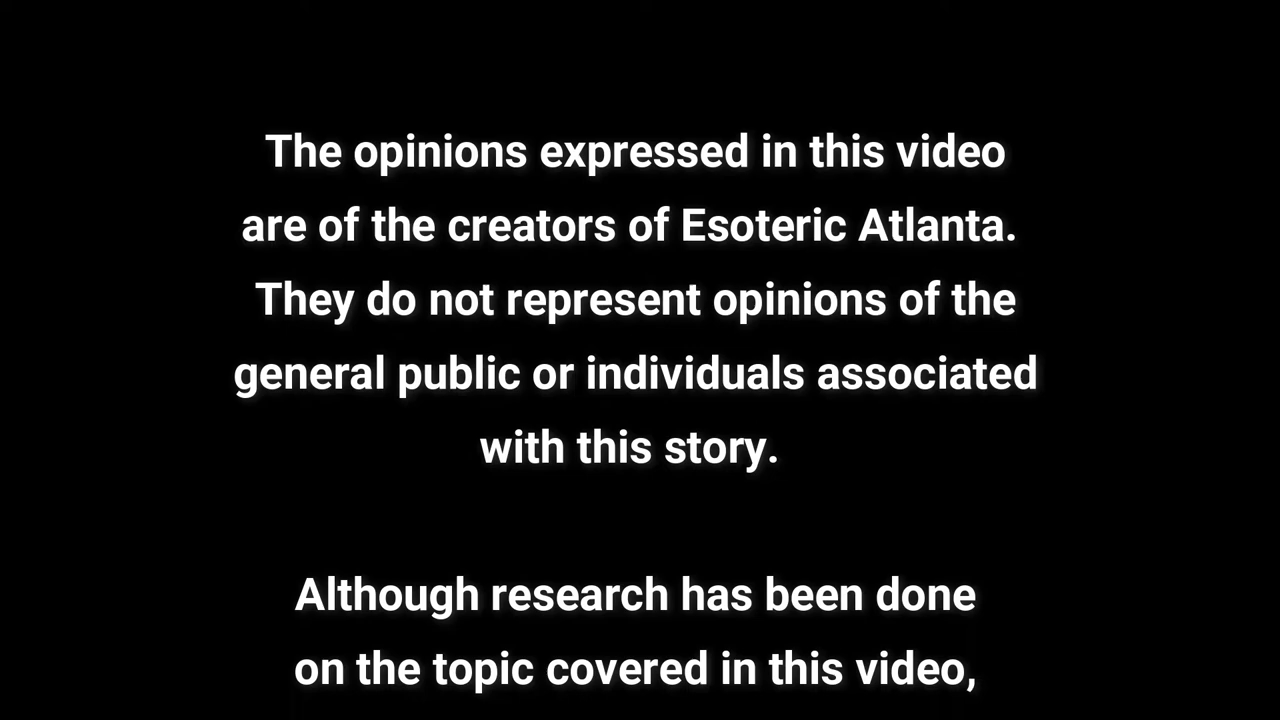 The opinions expressed in this video
are of the creators of Esoteric Atlanta.
They do not represent opinions of the
general public or individuals associated
with this story.
Although research has been done
on the topic covered in this video,